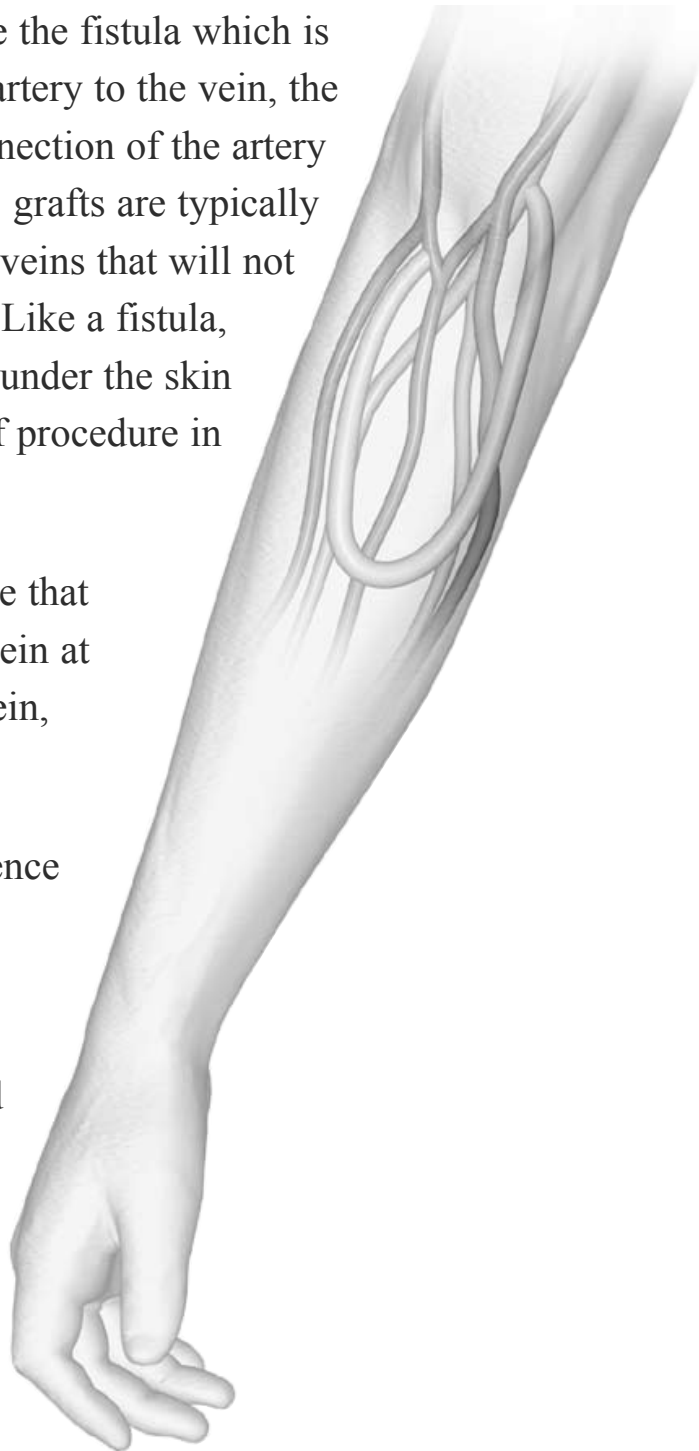 e the fistula which is
artery to the vein, the
nection of the artery
grafts are typically
veins that will not
Like a fistula,
under the skin
f procedure in
e that
ein at
ein,
ence